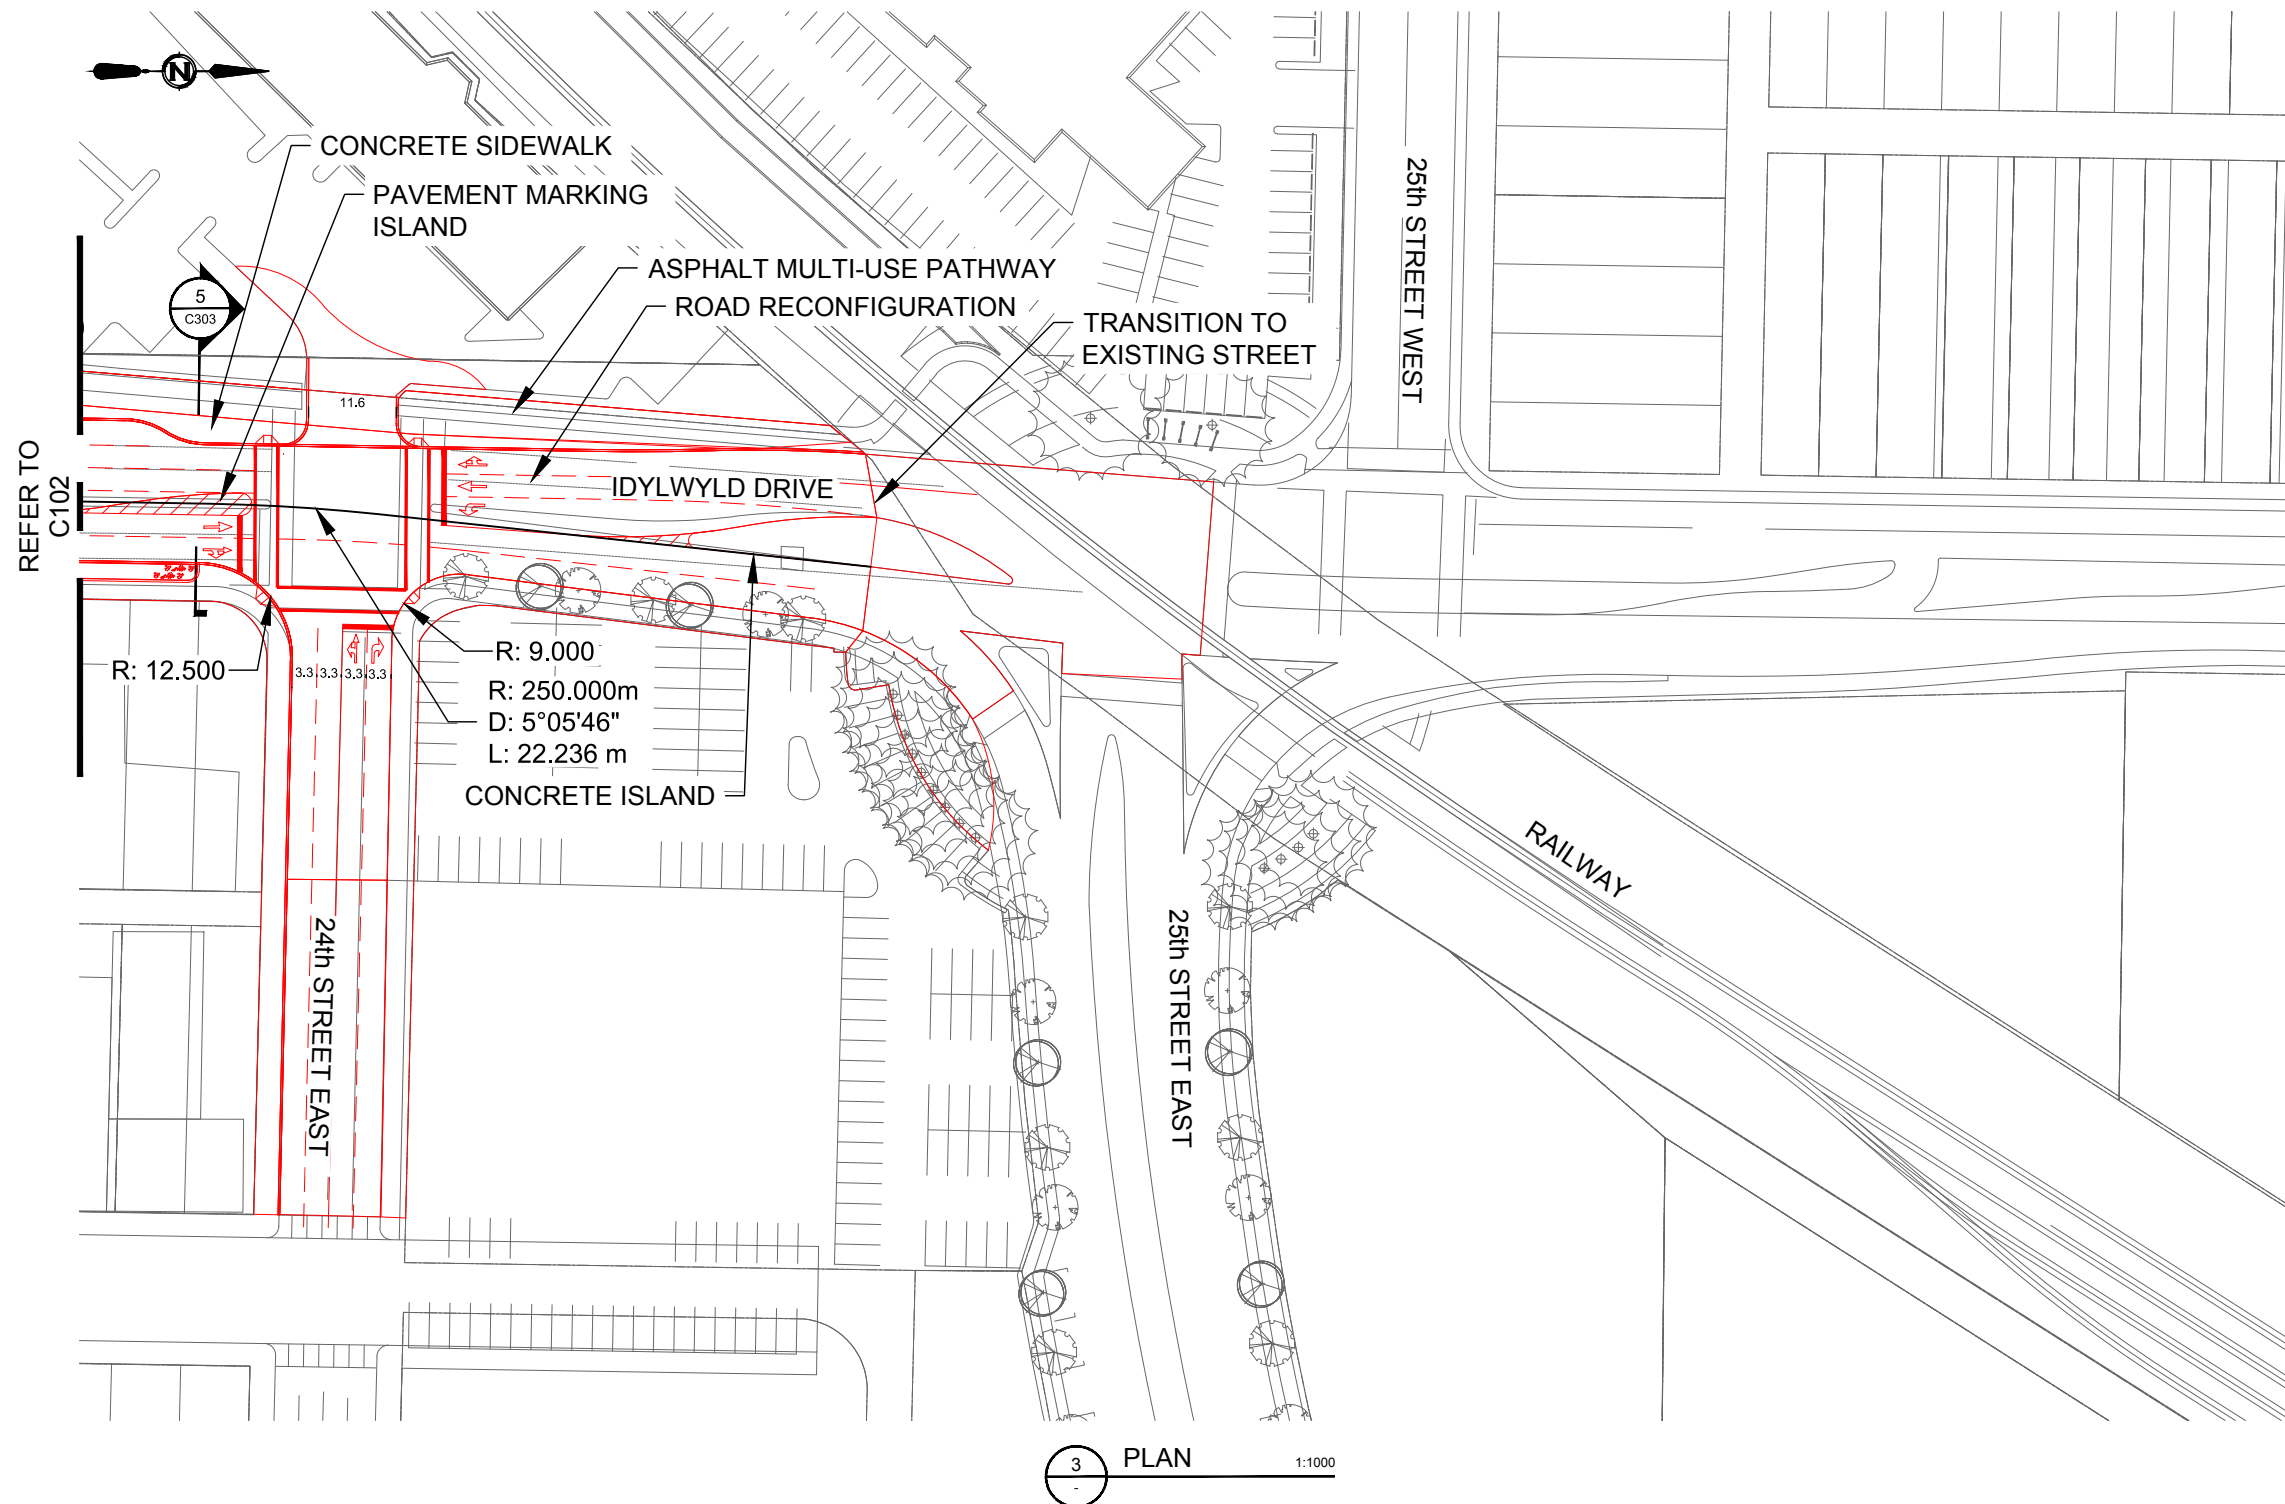 N
CONCRETE SIDEWALK
PAVEMENT MARKING
ISLAND
5
C303
ASPHALT MULTI-USE PATHWAY
ROAD RECONFIGURATION
TRANSITION TO
EXISTING STREET
25th STREET WEST
11.6
REFER TO
C102
IDYLWYLD DRIVE
R: 12.500
3.3 3.3 3.3 3.3
R: 9.000
R: 250.000m
D: 5°05'46"
L: 22.236 m
CONCRETE ISLAND
RAILWAY
24th STREET EAST
25th STREET EAST
3
-
PLAN
1:1000